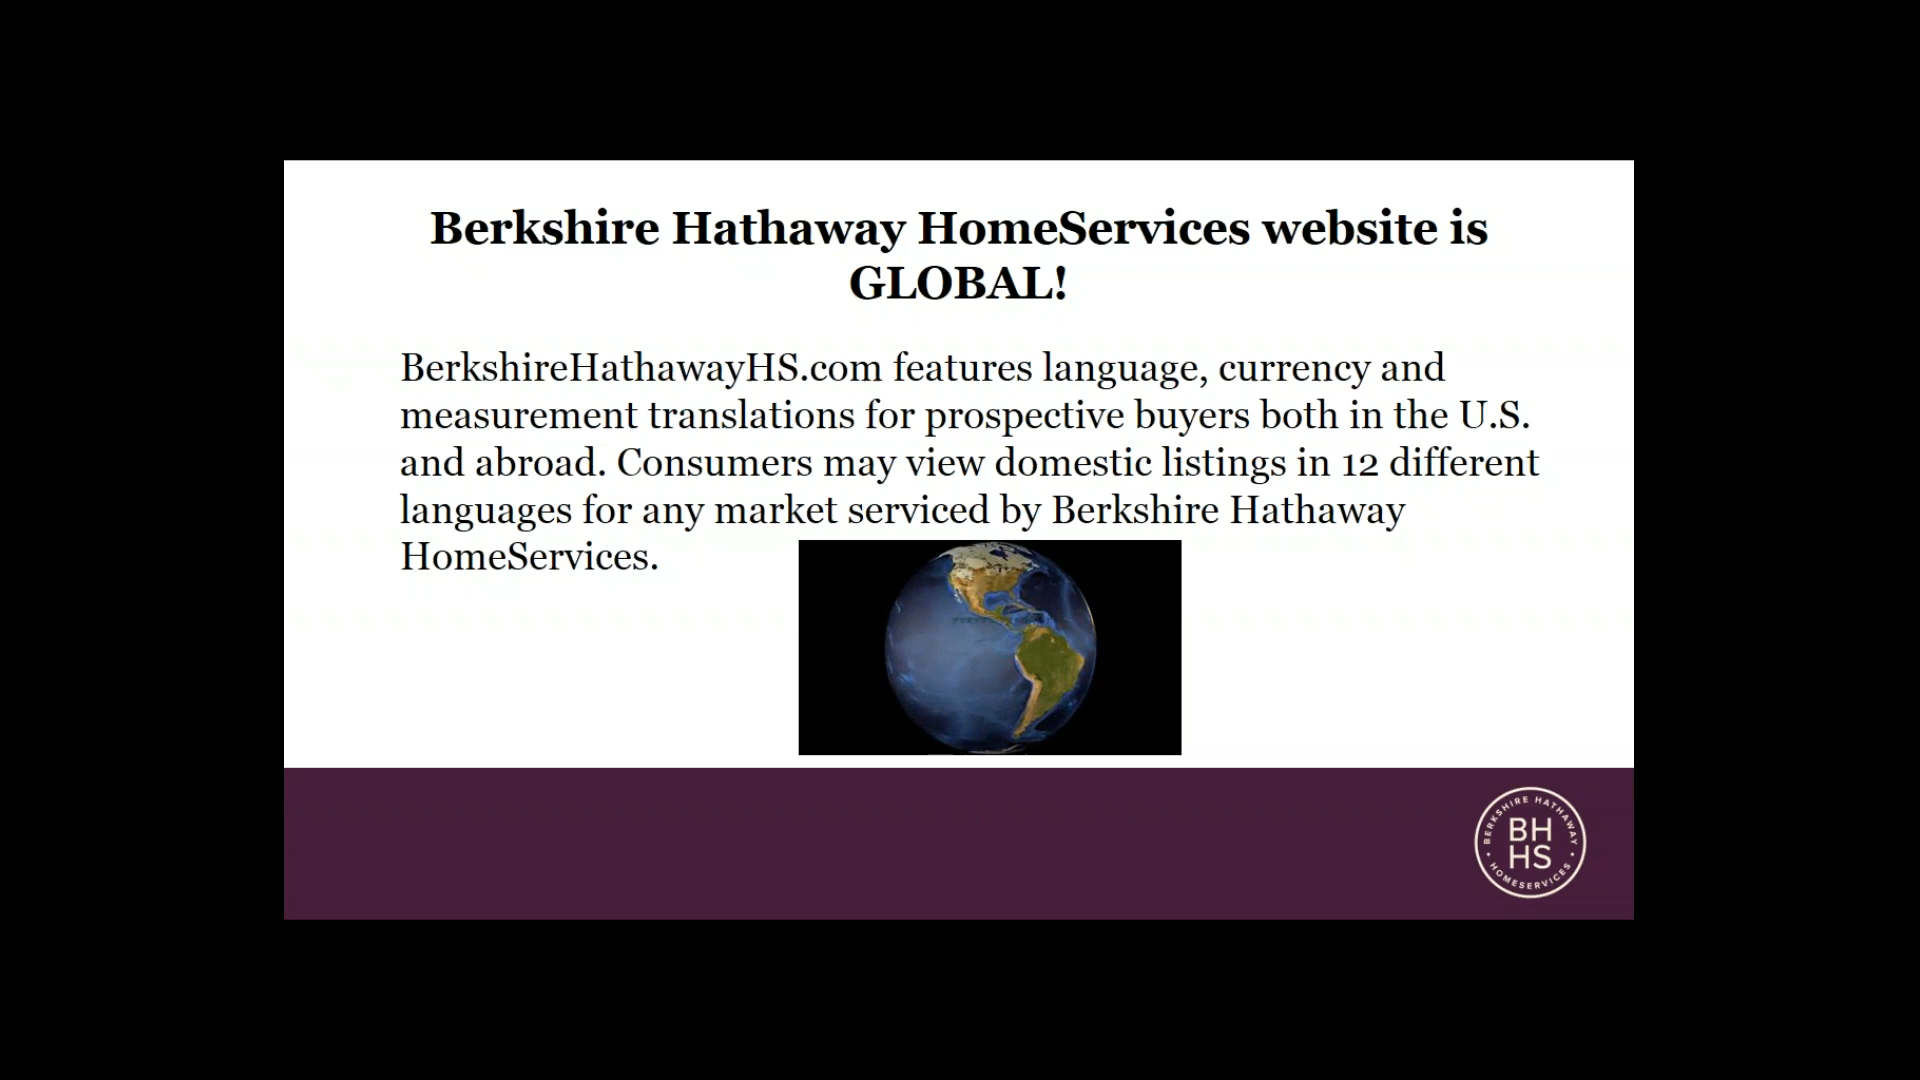 Berkshire Hathaway HomeServices website is
GLOBAL!
BerkshireHathawayHS.com features language, currency and
measurement translations for prospective buyers both in the U.S.
and abroad. Consumers may view domestic listings in 12 different
languages for any market serviced by Berkshire Hathaway
HomeServices.
BERKSHIRE HATHAWAY
BH
HS
HOMESERVICES